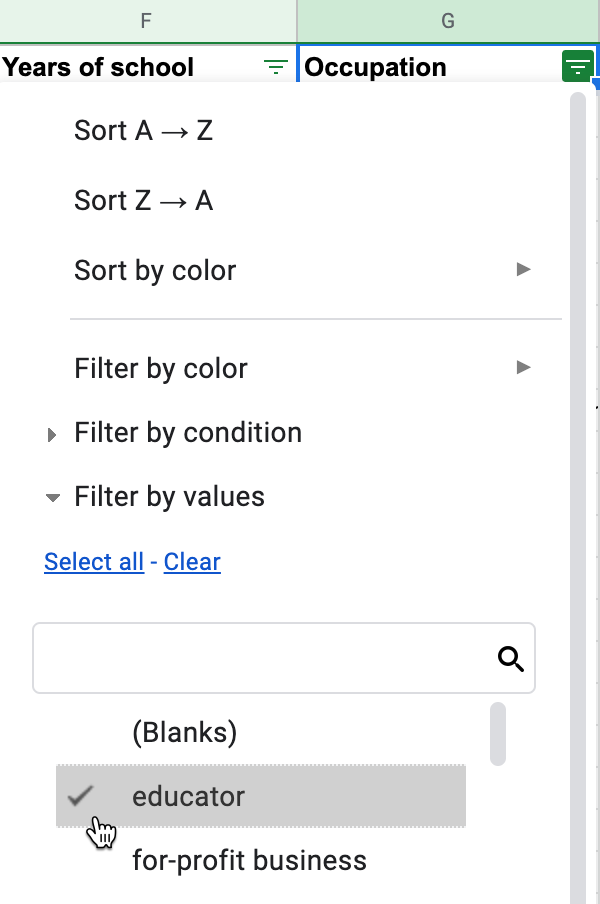 F G
Years of school Occupation
Sort A → Z
Sort Z → A
Sort by color
Filter by color
Filter by condition
Filter by values
Select all - Clear
(Blanks)
educator
for-profit business